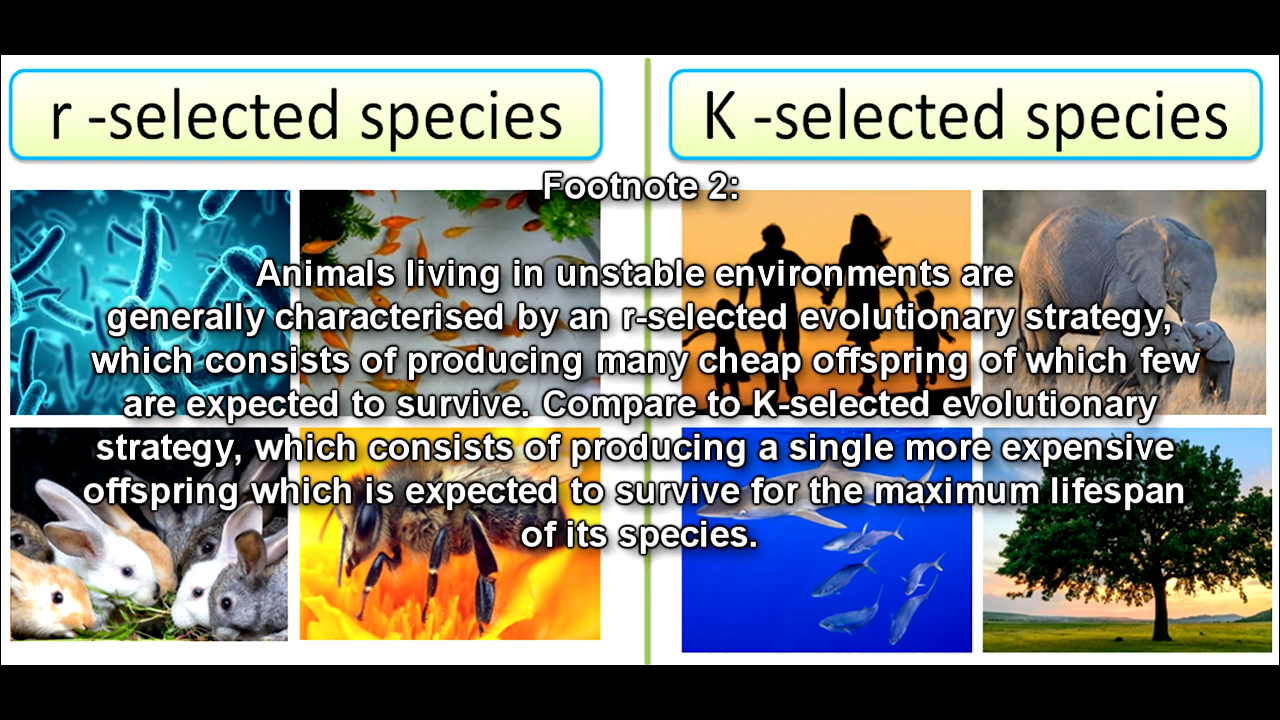 r -selected species
K -selected species
Footnote 2:
Animals living in unstable environments are
generally characterised by an r-selected evolutionary strategy,
which consists of producing many cheap offspring of which few
are expected to survive. Compare to K-selected evolutionary
strategy, which consists of producing a single more expensive
offspring which is expected to survive for the maximum lifespan
of its species.